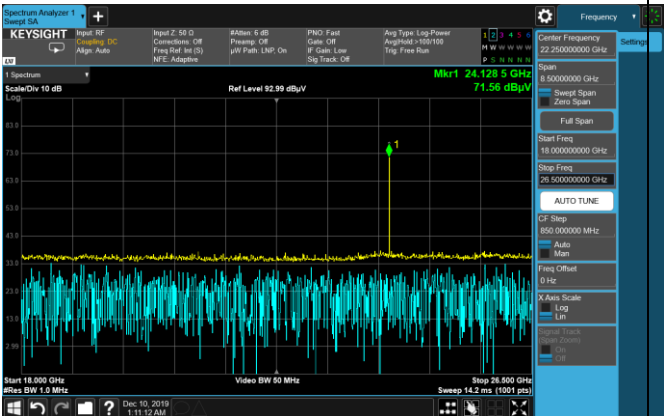 Spectrum Analyzer 1
Swept SA
Frequency
KEYSIGHT
Input: RF
Coupling: DC
Align: Auto
Input Z: 50 Ω
Corrections: Off
Freq Ref: Int (S)
NFE: Adaptive
#Atten: 6 dB
Preamp: Off
µW Path: LNP, On
PNO: Fast
Gate: Off
IF Gain: Low
Sig Track: Off
Avg Type: Log-Power
Avg|Hold:>100/100
Trig: Free Run
1 2 3 4 5 6
M W W W W W
P S N N N N
LXI
1 Spectrum
Scale/Div 10 dB
Log
Ref Level 92.99 dBµV
Mkr1 24.128 5 GHz
71.56 dBµV
1
83.0
73.0
63.0
53.0
43.0
33.0
23.0
13.0
2.99
Start 18.000 GHz
#Res BW 1.0 MHz
Video BW 50 MHz
Stop 26.500 GHz
Sweep 14.2 ms (1001 pts)
Dec 10, 2019
1:11:12 AM
Center Frequency
22.250000000 GHz
Settings
Span
8.50000000 GHz
Swept Span
Zero Span
Full Span
Start Freq
18.000000000 GHz
Stop Freq
26.500000000 GHz
AUTO TUNE
CF Step
850.000000 MHz
Auto
Man
Freq Offset
0 Hz
X Axis Scale
Log
Lin
Signal Track
(Span Zoom)
On
Off